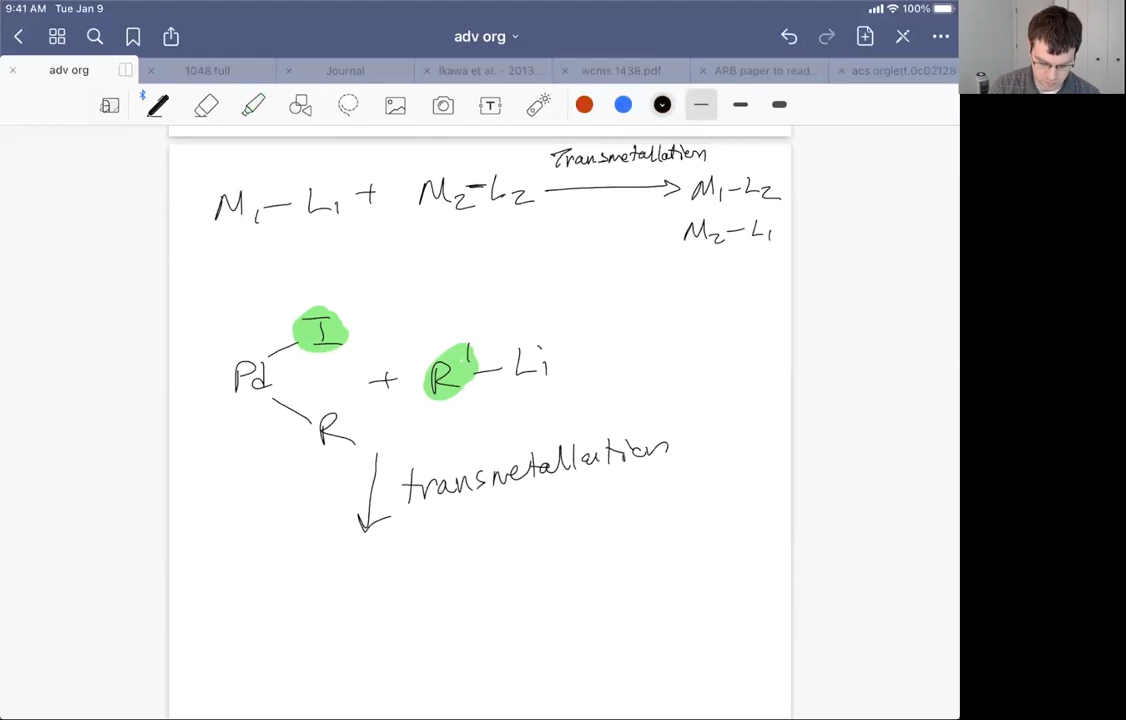 9:41 AM Tue Jan 9
100%
adv org
adv org
1048.full
Journal
Ikawa et al. - 2013...
wcms.1438.pdf
ARB paper to read...
acs.orglett.0c02128
T
Transmetallation
M₁-L₁ + M₂-L₂ → M₁-L₂
M₂-L₁
I
Pd + R'-Li
R
transmetallation